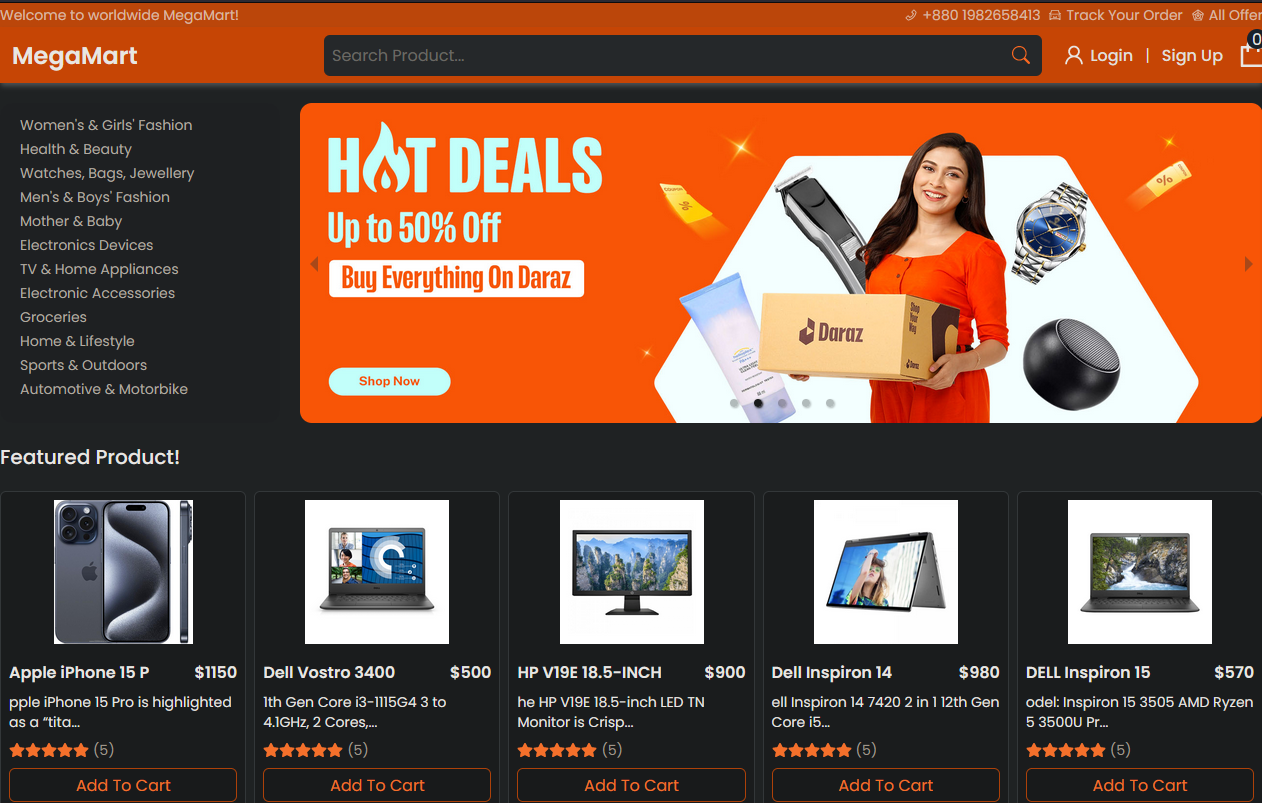 Welcome to worldwide MegaMart!
+880 1982658413 Track Your Order All Offer
MegaMart
Search Product...
Login | Sign Up
0
Women's & Girls' Fashion
Health & Beauty
Watches, Bags, Jewellery
Men's & Boys' Fashion
Mother & Baby
Electronics Devices
TV & Home Appliances
Electronic Accessories
Groceries
Home & Lifestyle
Sports & Outdoors
Automotive & Motorbike
HOT DEALS
Up to 50% Off
Buy Everything On Daraz
Shop Now
COUPON
%
%
Daraz
Shop
Your
Way
Daraz
Featured Product!
Apple iPhone 15 P $1150
pple iPhone 15 Pro is highlighted
as a “tita...
(5)
Add To Cart
Dell Vostro 3400 $500
1th Gen Core i3-1115G4 3 to
4.1GHz, 2 Cores,...
(5)
Add To Cart
HP V19E 18.5-INCH $900
he HP V19E 18.5-inch LED TN
Monitor is Crisp...
(5)
Add To Cart
Dell Inspiron 14 $980
ell Inspiron 14 7420 2 in 1 12th Gen
Core i5...
(5)
Add To Cart
DELL Inspiron 15 $570
odel: Inspiron 15 3505 AMD Ryzen
5 3500U Pr...
(5)
Add To Cart